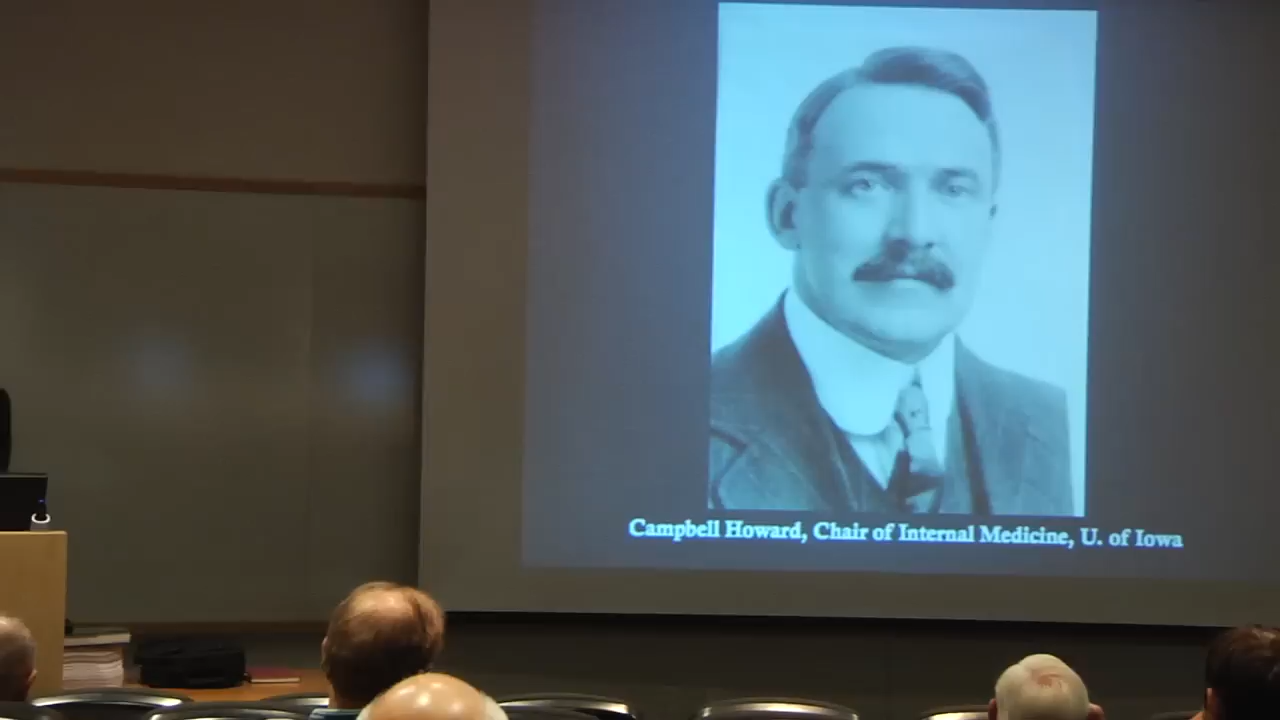 Campbell Howard, Chair of Internal Medicine, U. of Iowa